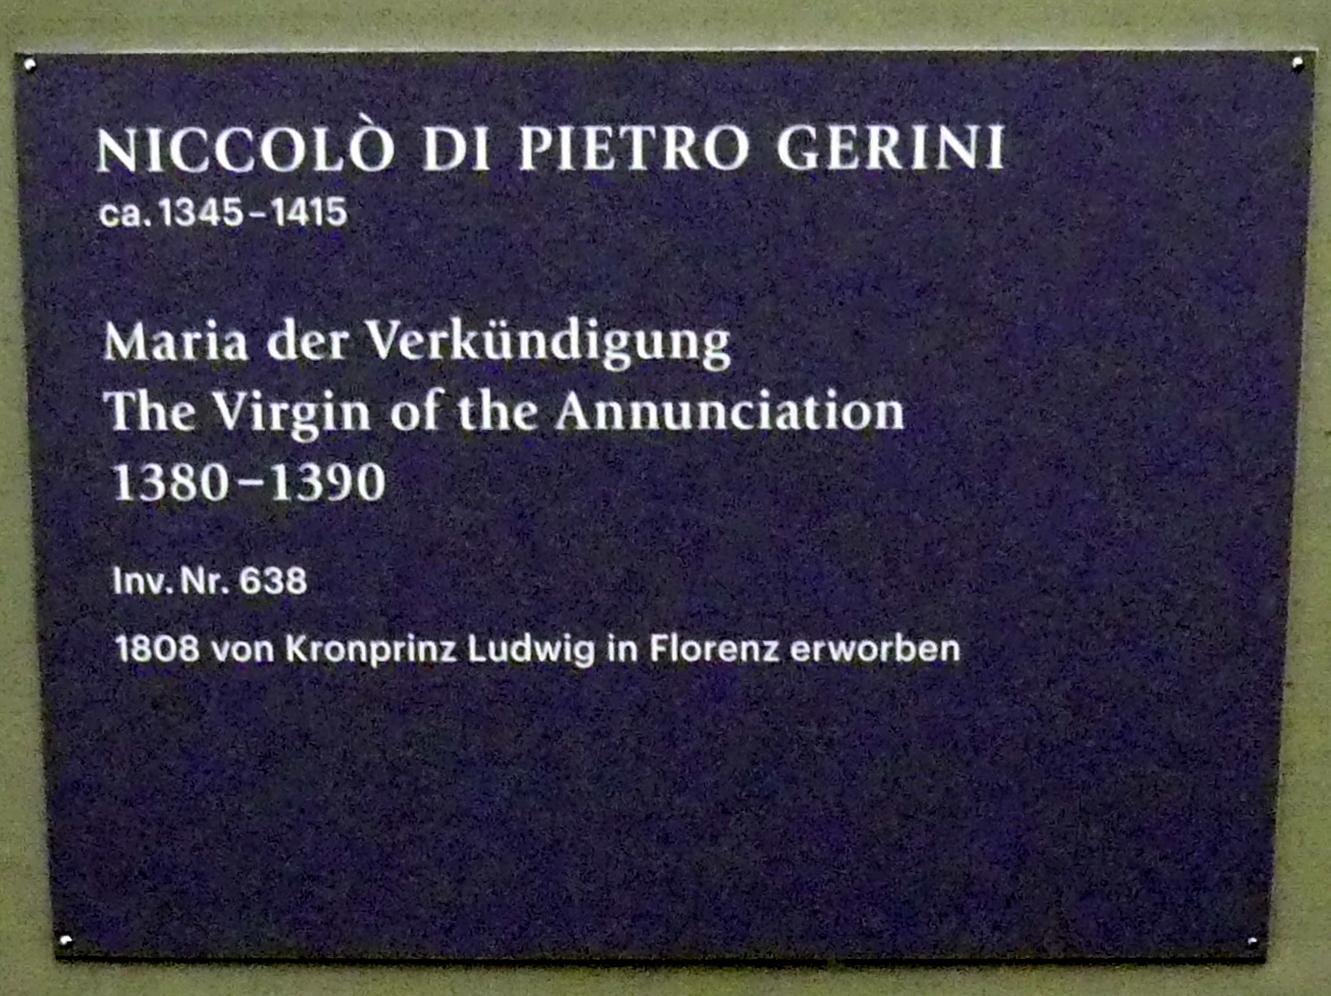 NICCOLÒ DI PIETRO GERINI
ca. 1345–1415
Maria der Verkündigung
The Virgin of the Annunciation
1380–1390
Inv. Nr. 638
1808 von Kronprinz Ludwig in Florenz erworben